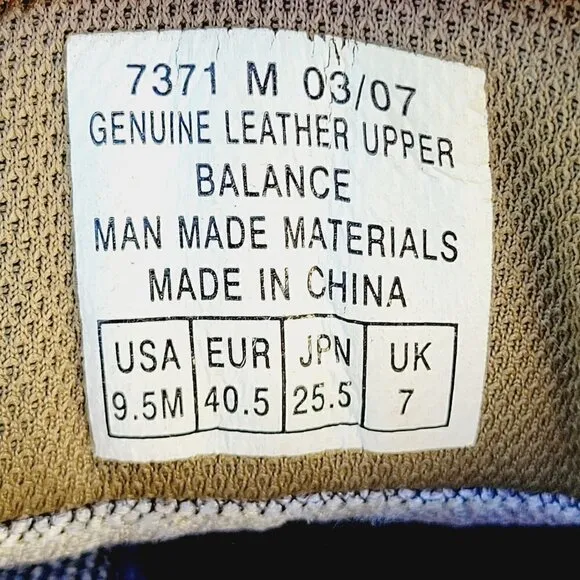 7371 M 03/07
GENUINE LEATHER UPPER
BALANCE
MAN MADE MATERIALS
MADE IN CHINA
USA EUR JPN UK
9.5M 40.5 25.5 7